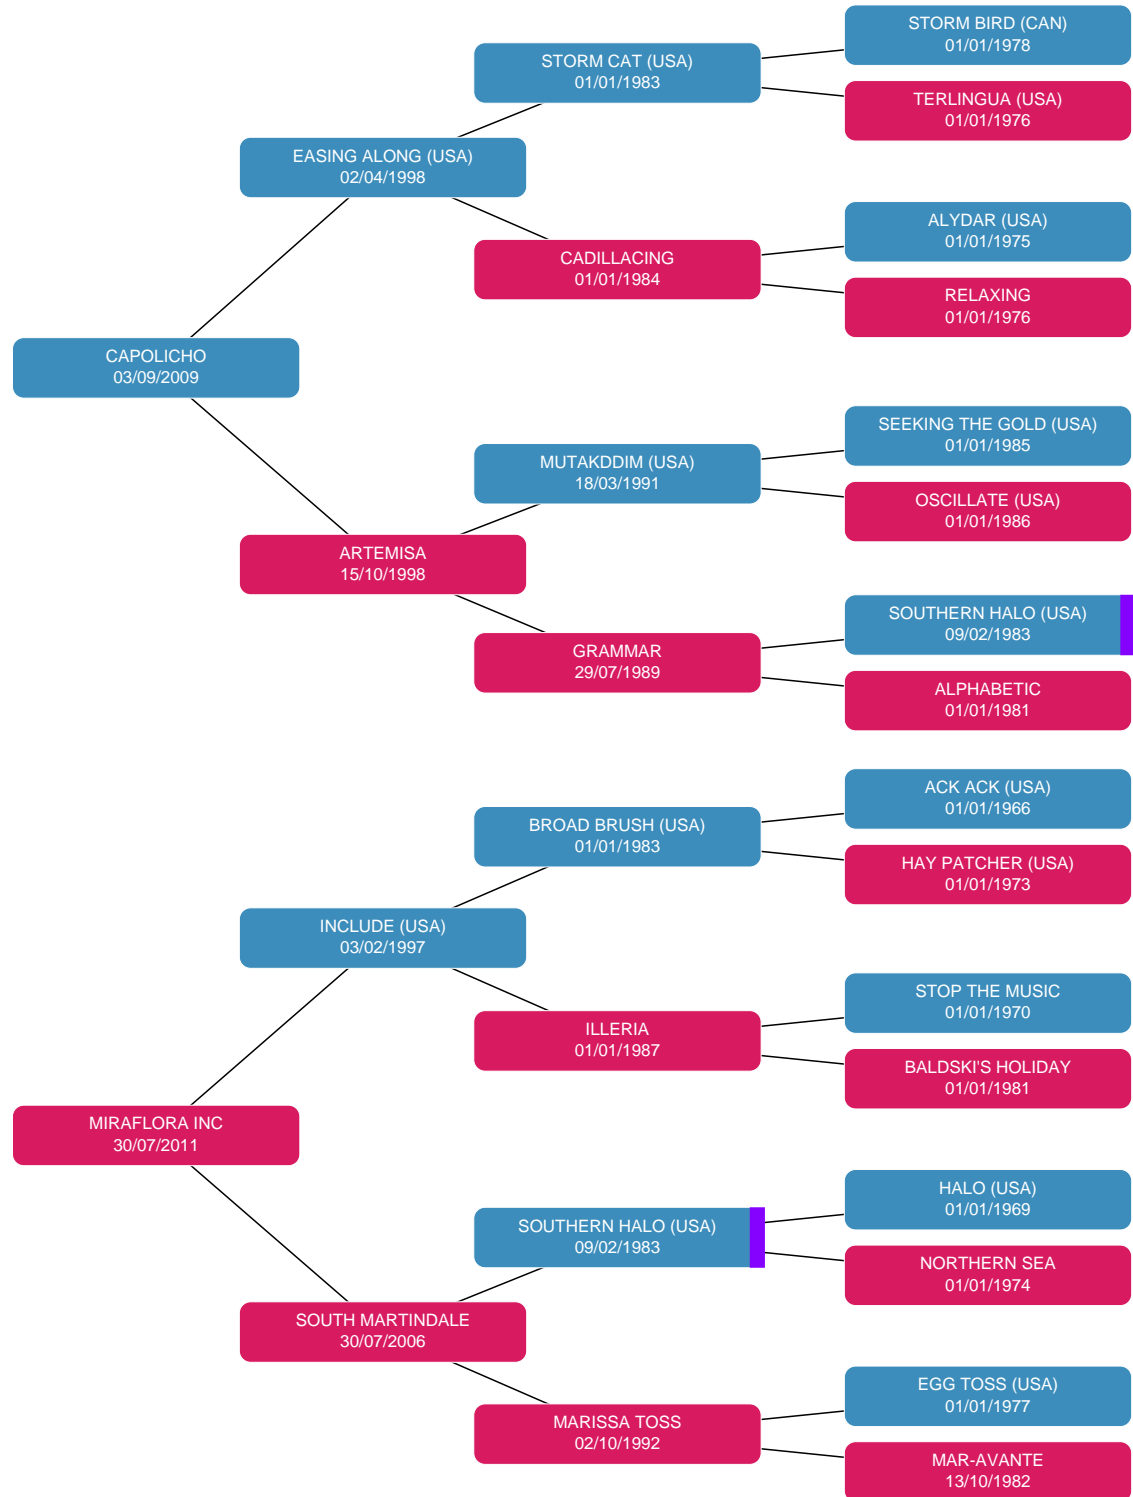 STORM BIRD (CAN)
01/01/1978
STORM CAT (USA)
01/01/1983
TERLINGUA (USA)
01/01/1976
EASING ALONG (USA)
02/04/1998
ALYDAR (USA)
01/01/1975
CADILLACING
01/01/1984
RELAXING
01/01/1976
CAPOLICHO
03/09/2009
SEEKING THE GOLD (USA)
01/01/1985
MUTAKDDIM (USA)
18/03/1991
OSCILLATE (USA)
01/01/1986
ARTEMISA
15/10/1998
SOUTHERN HALO (USA)
09/02/1983
GRAMMAR
29/07/1989
ALPHABETIC
01/01/1981
ACK ACK (USA)
01/01/1966
BROAD BRUSH (USA)
01/01/1983
HAY PATCHER (USA)
01/01/1973
INCLUDE (USA)
03/02/1997
STOP THE MUSIC
01/01/1970
ILLERIA
01/01/1987
BALDSKI'S HOLIDAY
01/01/1981
MIRAFLORA INC
30/07/2011
HALO (USA)
01/01/1969
SOUTHERN HALO (USA)
09/02/1983
NORTHERN SEA
01/01/1974
SOUTH MARTINDALE
30/07/2006
EGG TOSS (USA)
01/01/1977
MARISSA TOSS
02/10/1992
MAR-AVANTE
13/10/1982